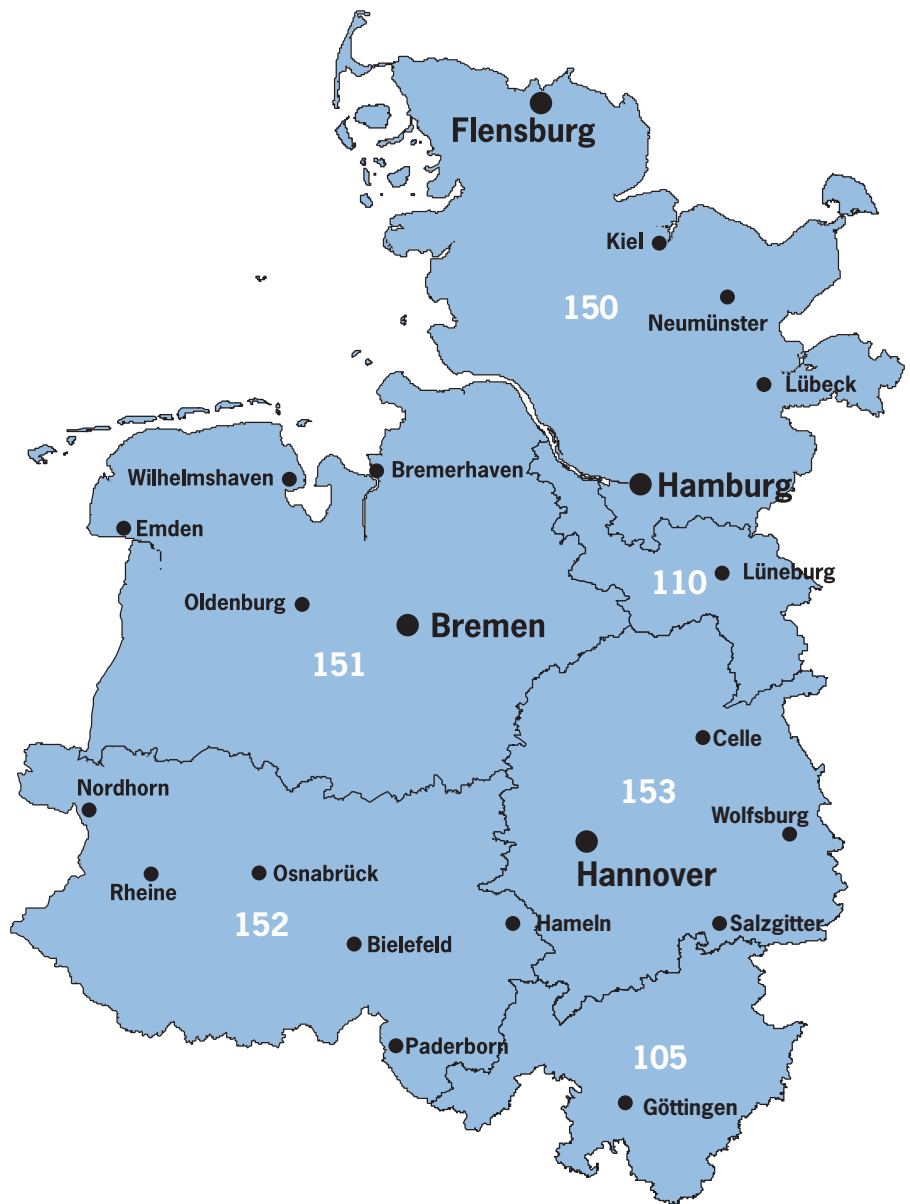 Flensburg
Kiel
150
Neumünster
Lübeck
Bremerhaven
Wilhelmshaven
Hamburg
Emden
110
Lüneburg
Oldenburg
Bremen
151
Celle
Nordhorn
153
Wolfsburg
Hannover
Osnabrück
Rheine
152
Hameln
Salzgitter
Bielefeld
Paderborn
105
Göttingen